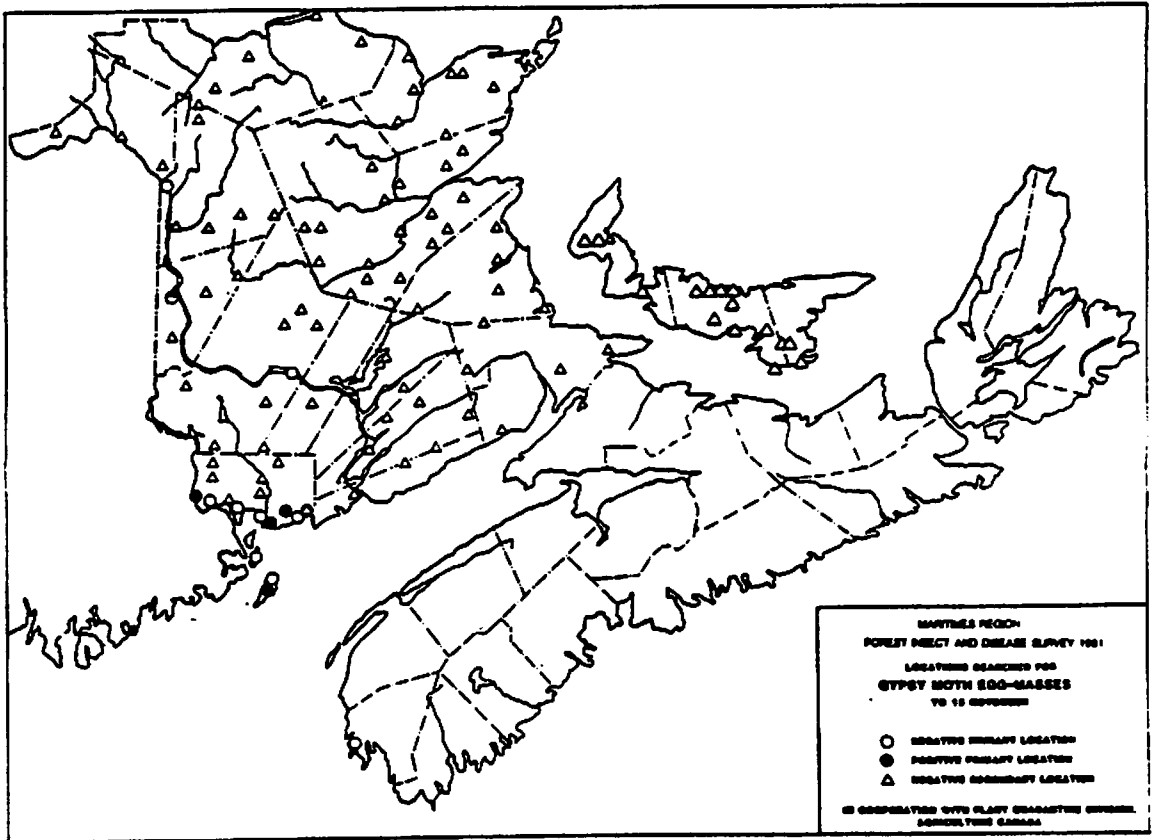 MARITIMES REGION
FOREST INSECT AND DISEASE SURVEY 1981
LOCATIONS SEARCHED FOR
GYPSY MOTH EGG-MASSES
TO 15
NEGATIVE PRIMARY LOCATION
POSITIVE PRIMARY LOCATION
NEGATIVE SECONDARY LOCATION
IN COOPERATION WITH PLANT QUARANTINE DIVISION,
AGRICULTURE CANADA